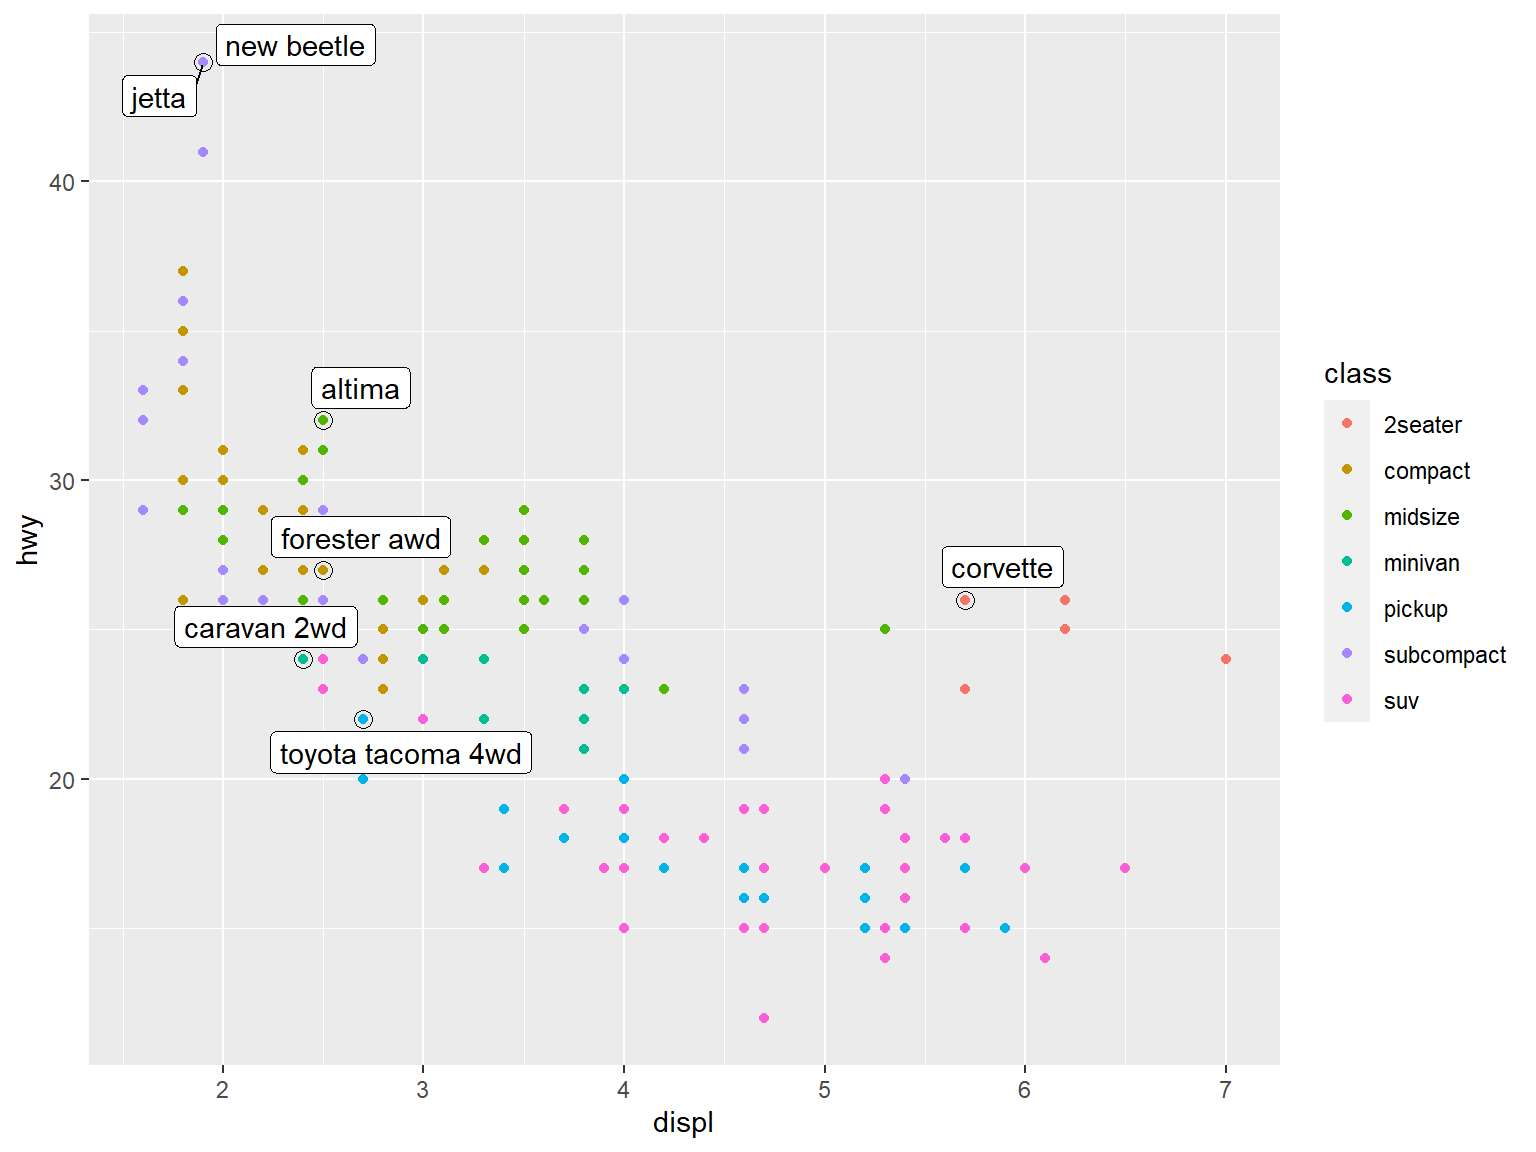 new beetle
jetta
40
altima
30
forester awd
hwy
corvette
caravan 2wd
toyota tacoma 4wd
20
2
3
4
5
6
7
displ
class
2seater
compact
midsize
minivan
pickup
subcompact
suv